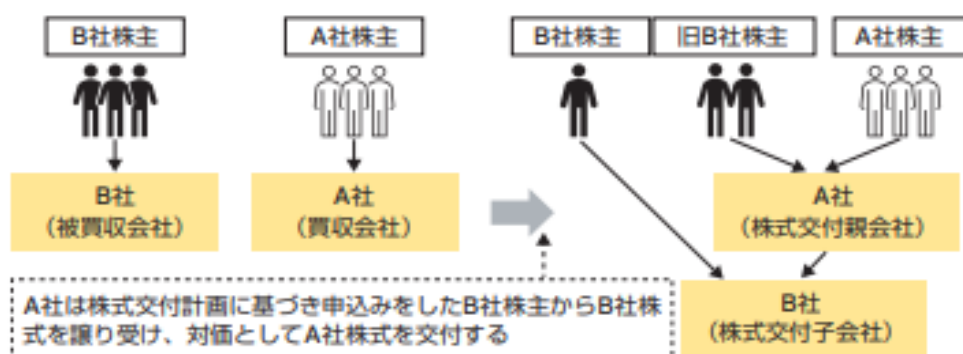 B社株主
A社株主
B社株主
旧B社株主
A社株主
B社
（被買収会社）
A社
（買収会社）
A社
（株式交付親会社）
A社は株式交付計画に基づき申込みをしたB社株主からB社株
式を譲り受け、対価としてA社株式を交付する
B社
（株式交付子会社）